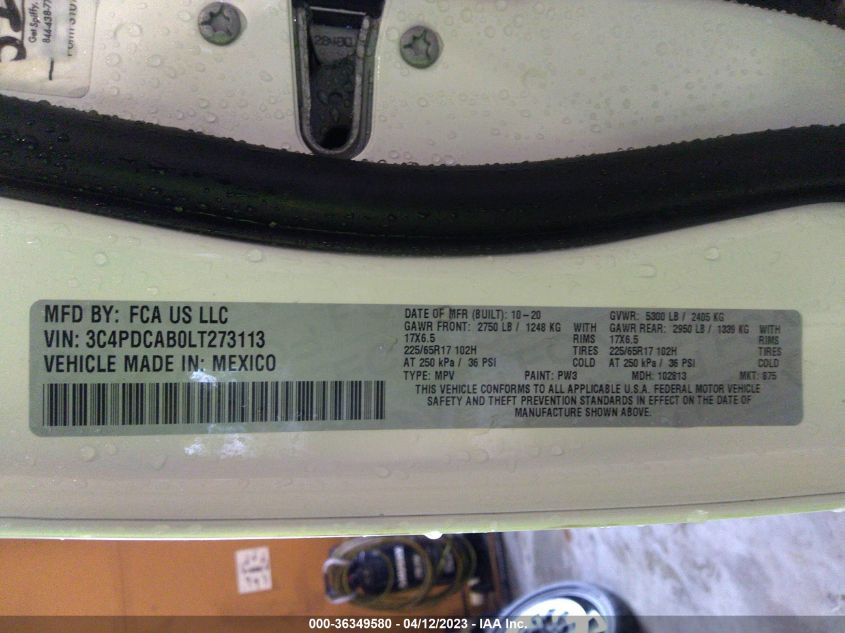 Get Spiffy,
MFD BY: FCA US LLC
VIN: 3C4PDCAB0LT273113
VEHICLE MADE IN: MEXICO
DATE OF MFR (BUILT): 10-20
GAWR FRONT: 2750 LB / 1248 KG WITH
17X6.5 RIMS
225/65R17 102H TIRES
AT 250 kPa / 36 PSI COLD
GVWR: 5300 LB / 2405 KG
GAWR REAR: 2950 LB / 1339 KG WITH
17X6.5 RIMS
225/65R17 102H TIRES
AT 250 kPa / 36 PSI COLD
TYPE: MPV PAINT: PW3 MDH: 102913 MKT: 875
THIS VEHICLE CONFORMS TO ALL APPLICABLE U.S.A. FEDERAL MOTOR VEHICLE
SAFETY AND THEFT PREVENTION STANDARDS IN EFFECT ON THE DATE OF
MANUFACTURE SHOWN ABOVE.
000-36349580 - 04/12/2023 - IAA Inc.